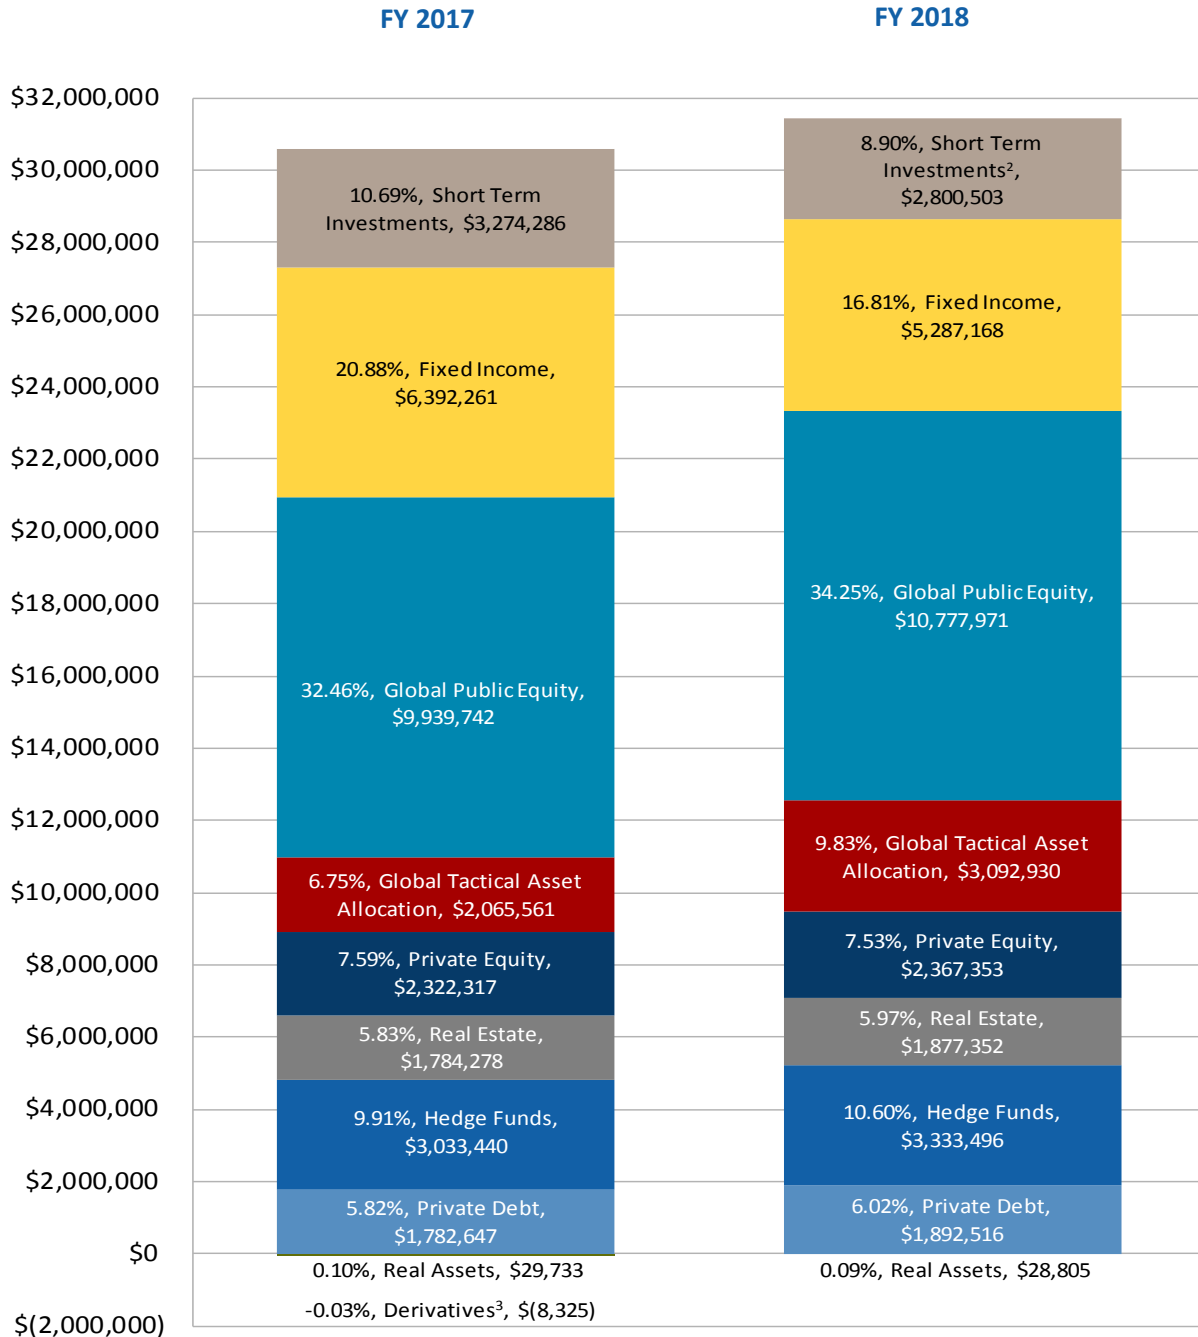 FY 2017
FY 2018
$32,000,000
$30,000,000
$28,000,000
$26,000,000
$24,000,000
$22,000,000
$20,000,000
$18,000,000
$16,000,000
$14,000,000
$12,000,000
$10,000,000
$8,000,000
$6,000,000
$4,000,000
$2,000,000
$0
$(2,000,000)
10.69%, Short Term
Investments, $3,274,286
20.88%, Fixed Income,
$6,392,261
32.46%, Global Public Equity,
$9,939,742
6.75%, Global Tactical Asset
Allocation, $2,065,561
7.59%, Private Equity,
$2,322,317
5.83%, Real Estate,
$1,784,278
9.91%, Hedge Funds,
$3,033,440
5.82%, Private Debt,
$1,782,647
0.10%, Real Assets, $29,733
-0.03%, Derivatives³, $(8,325)
8.90%, Short Term
Investments²,
$2,800,503
16.81%, Fixed Income,
$5,287,168
34.25%, Global Public Equity,
$10,777,971
9.83%, Global Tactical Asset
Allocation, $3,092,930
7.53%, Private Equity,
$2,367,353
5.97%, Real Estate,
$1,877,352
10.60%, Hedge Funds,
$3,333,496
6.02%, Private Debt,
$1,892,516
0.09%, Real Assets, $28,805